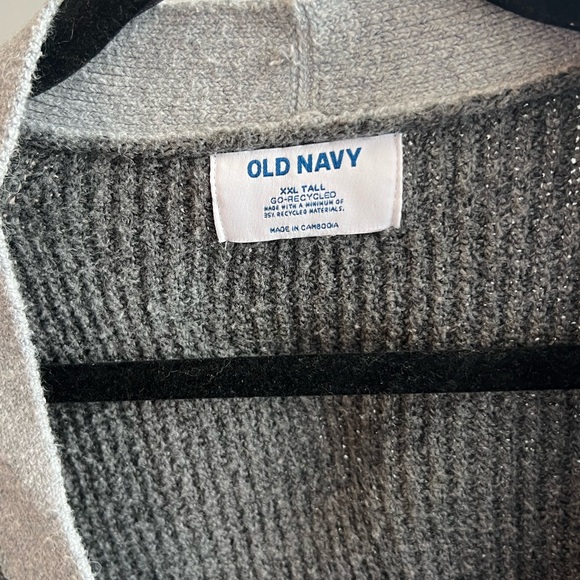 OLD NAVY
XXL TALL
GO-RECYCLED
MADE WITH A MINIMUM OF
35% RECYCLED MATERIALS.
MADE IN CAMBODIA